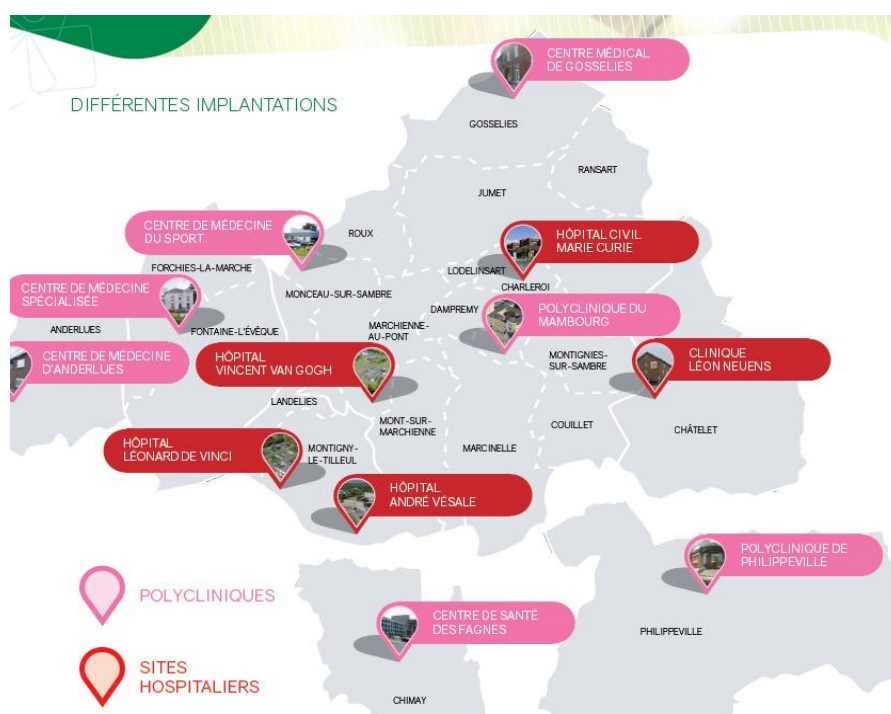 CENTRE MÉDICAL
DE GOSSELIES
DIFFÉRENTES IMPLANTATIONS
GOSSELIES
RANSART
JUMET
CENTRE DE MÉDECINE
DU SPORT
ROUX
HÔPITAL CIVIL
MARIE CURIE
FORCHIES-LA-MARCHE
LODELINSART
CHARLEROI
CENTRE DE MÉDECINE
SPÉCIALISÉE
MONCEAU-SUR-SAMBRE
DAMPREMY
POLYCLINIQUE DU
MAMBOURG
ANDERLUES
FONTAINE-L'ÉVÊQUE
MARCHIENNE-
AU-PONT
CENTRE DE MÉDECINE
D'ANDERLUES
HÔPITAL
VINCENT VAN GOGH
MONTIGNIES-
SUR-SAMBRE
CLINIQUE
LÉON NEUENS
LANDELIES
MONT-SUR-
MARCHIENNE
COUILLET
CHÂTELET
HÔPITAL
LÉONARD DE VINCI
MONTIGNY-
LE-TILLEUL
MARCINELLE
HÔPITAL
ANDRÉ VÉSALE
POLYCLINIQUE DE
PHILIPPEVILLE
POLYCLINIQUES
CENTRE DE SANTÉ
DES FAGNES
PHILIPPEVILLE
SITES
HOSPITALIERS
CHIMAY